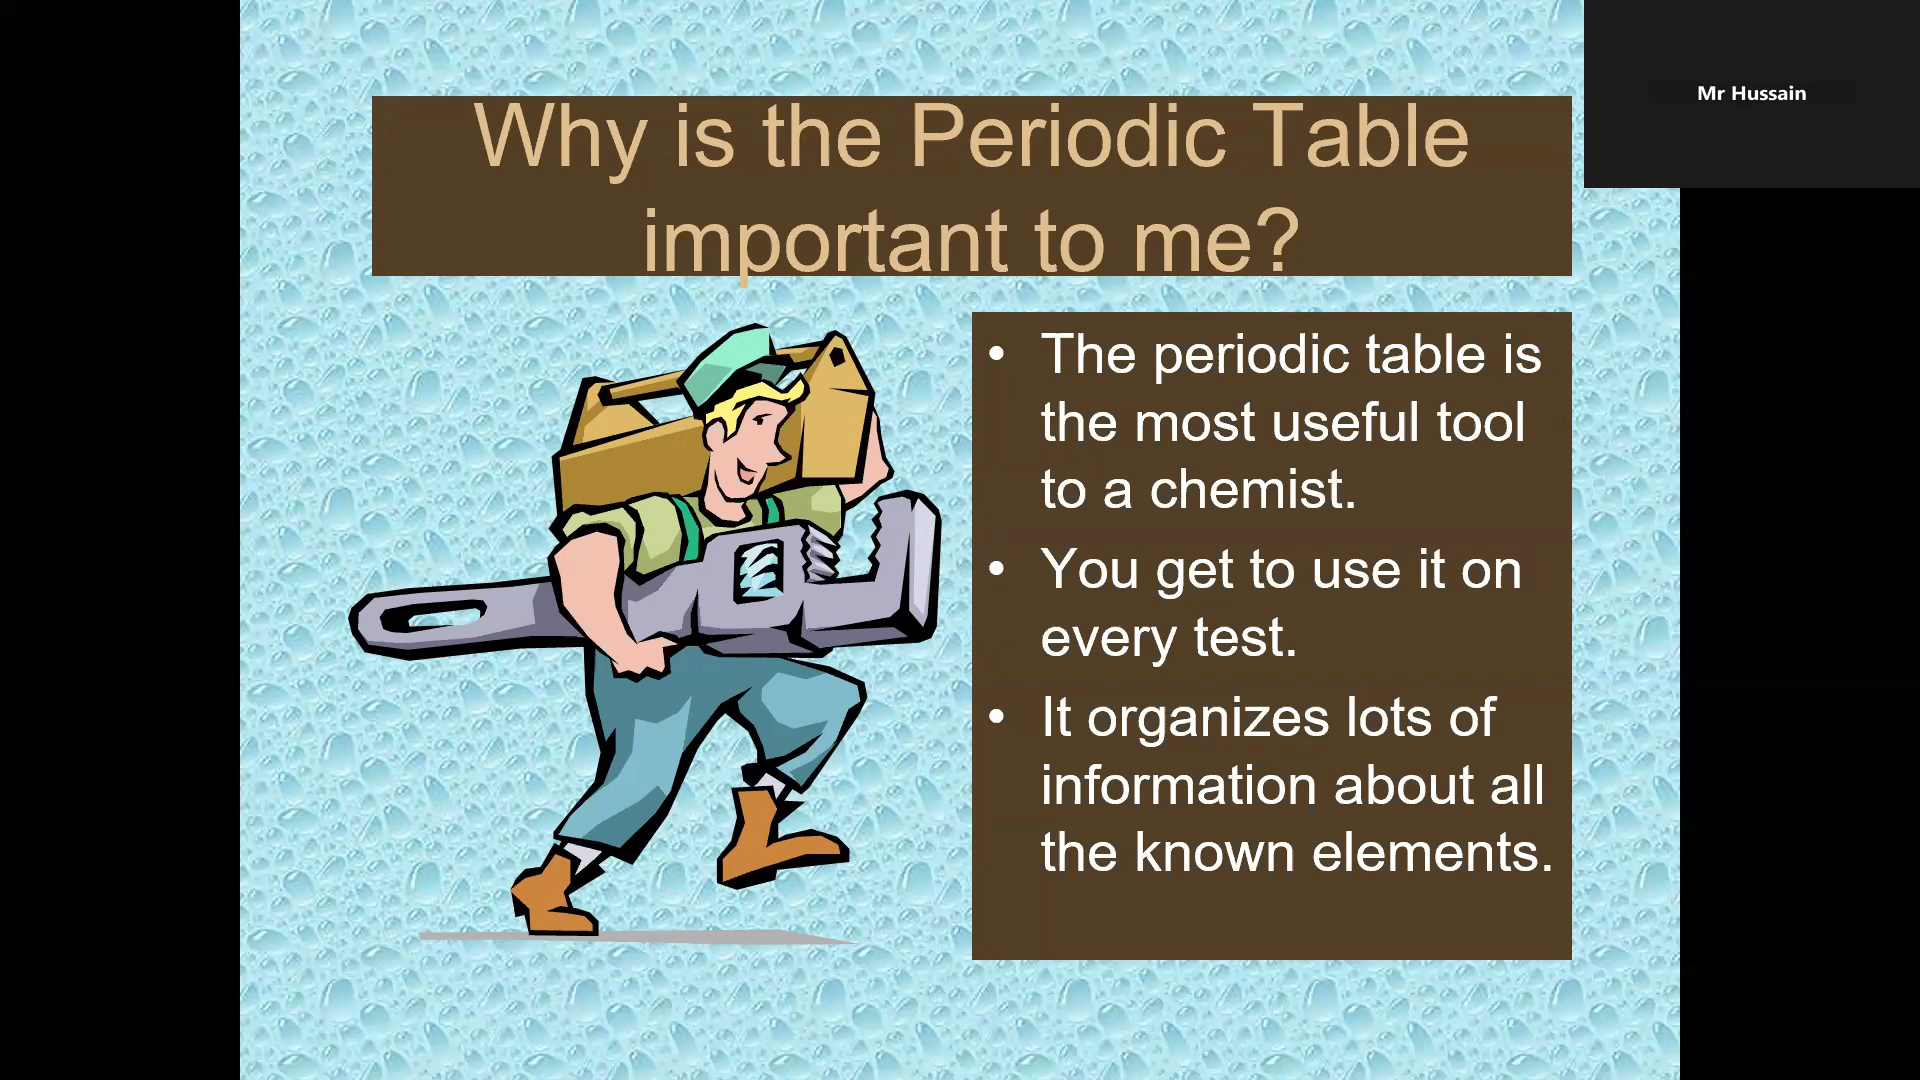 Mr Hussain
Why is the Periodic Table
important to me?
• The periodic table is
the most useful tool
to a chemist.
• You get to use it on
every test.
• It organizes lots of
information about all
the known elements.